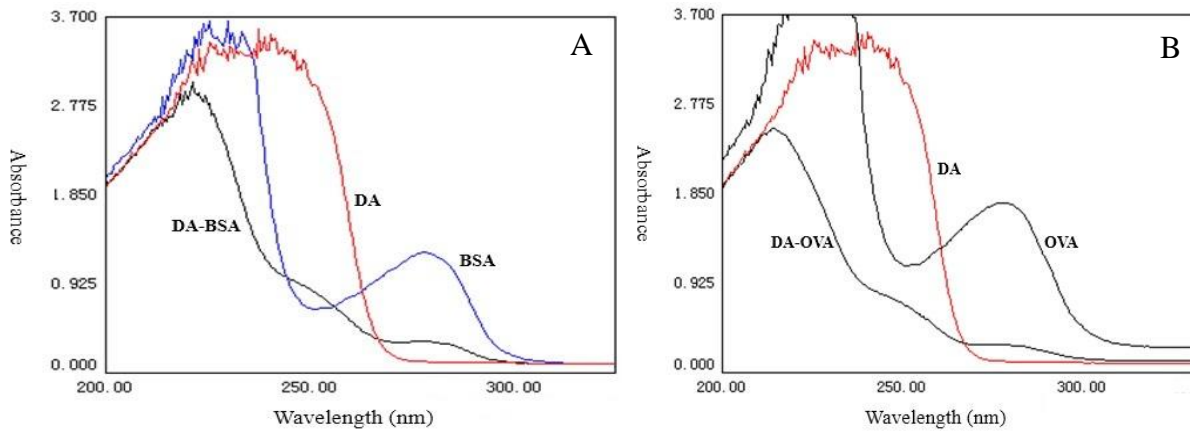 A
3.700
2.775
1.850
0.925
0.000
Absorbance
DA
DA-BSA
BSA
200.00 250.00 300.00
Wavelength (nm)
B
3.700
2.775
1.850
0.925
0.000
Absorbance
DA
DA-OVA
OVA
200.00 250.00 300.00
Wavelength (nm)